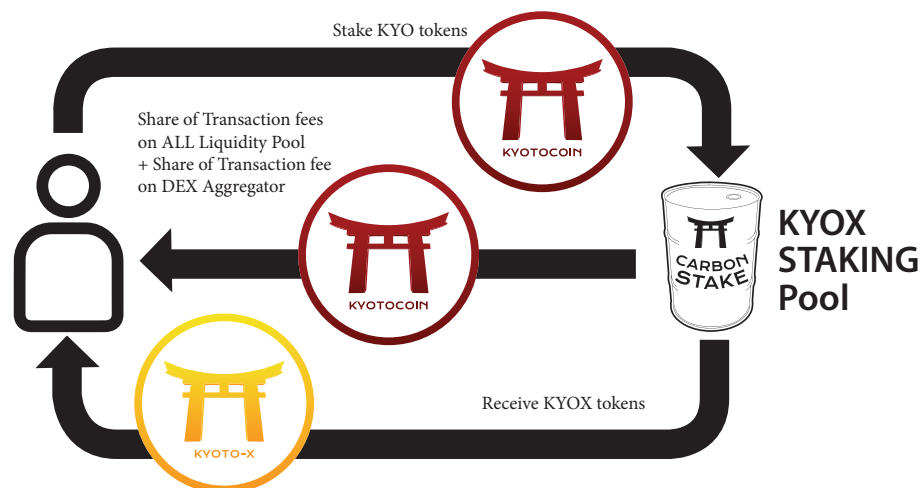 Stake KYO tokens
KYOTOCOIN
Share of Transaction fees
on ALL Liquidity Pool
+ Share of Transaction fee
on DEX Aggregator
KYOTOCOIN
CARBON
STAKE
KYOX
STAKING
Pool
KYOTO-X
Receive KYOX tokens